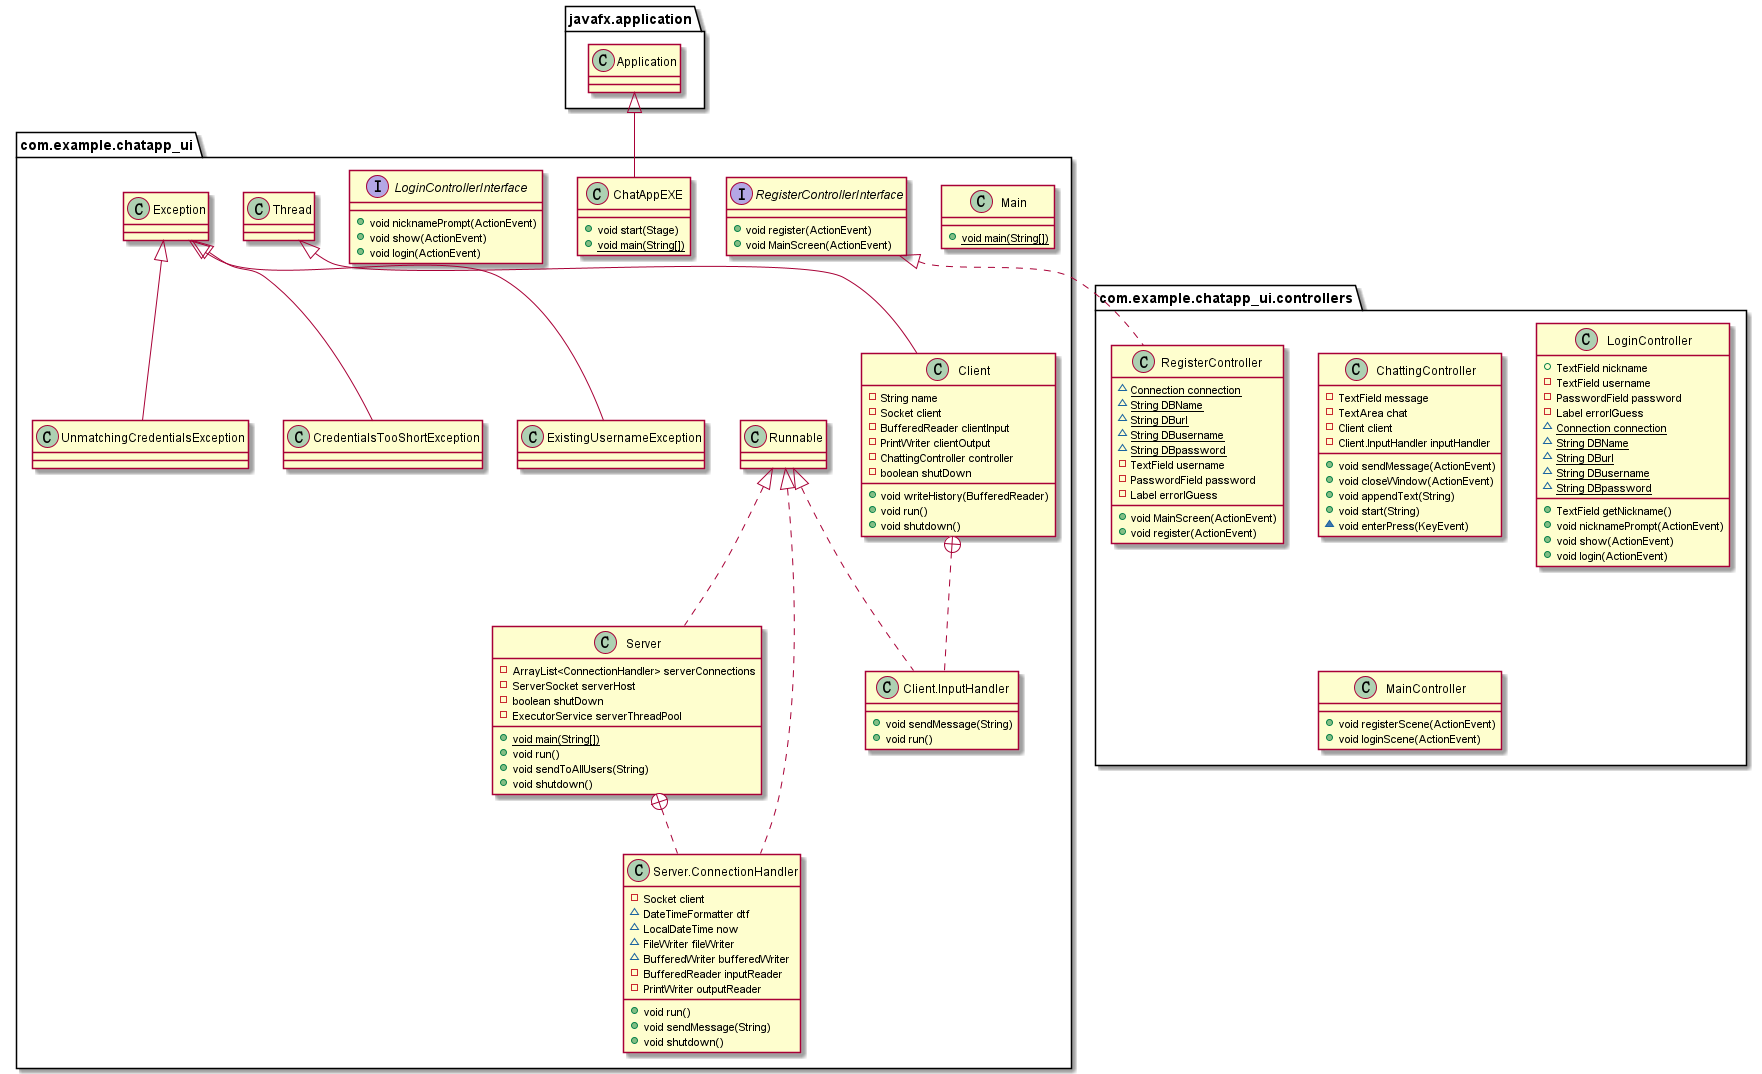 javafx.application
C Application
com.example.chatapp_ui
C Exception
C Thread
I LoginControllerInterface
void nicknamePrompt(ActionEvent)
void show(ActionEvent)
void login(ActionEvent)
C ChatAppEXE
void start(Stage)
void main(String[])
I RegisterControllerInterface
void register(ActionEvent)
void MainScreen(ActionEvent)
C Main
void main(String[])
C UnmatchingCredentialsException
C CredentialsTooShortException
C ExistingUsernameException
C Runnable
C Client
String name
Socket client
BufferedReader clientInput
PrintWriter clientOutput
ChattingController controller
boolean shutDown
void writeHistory(BufferedReader)
void run()
void shutdown()
C Server
ArrayList<ConnectionHandler> serverConnections
ServerSocket serverHost
boolean shutDown
ExecutorService serverThreadPool
void main(String[])
void run()
void sendToAllUsers(String)
void shutdown()
C Client.InputHandler
void sendMessage(String)
void run()
C Server.ConnectionHandler
Socket client
DateTimeFormatter dtf
LocalDateTime now
FileWriter fileWriter
BufferedWriter bufferedWriter
BufferedReader inputReader
PrintWriter outputReader
void run()
void sendMessage(String)
void shutdown()
com.example.chatapp_ui.controllers
C RegisterController
Connection connection
String DBName
String DBurl
String DBusername
String DBpassword
TextField username
PasswordField password
Label errorIGuess
void MainScreen(ActionEvent)
void register(ActionEvent)
C ChattingController
TextField message
TextArea chat
Client client
Client.InputHandler inputHandler
void sendMessage(ActionEvent)
void closeWindow(ActionEvent)
void appendText(String)
void start(String)
void enterPress(KeyEvent)
C LoginController
TextField nickname
TextField username
PasswordField password
Label errorIGuess
Connection connection
String DBName
String DBurl
String DBusername
String DBpassword
TextField getNickname()
void nicknamePrompt(ActionEvent)
void show(ActionEvent)
void login(ActionEvent)
C MainController
void registerScene(ActionEvent)
void loginScene(ActionEvent)